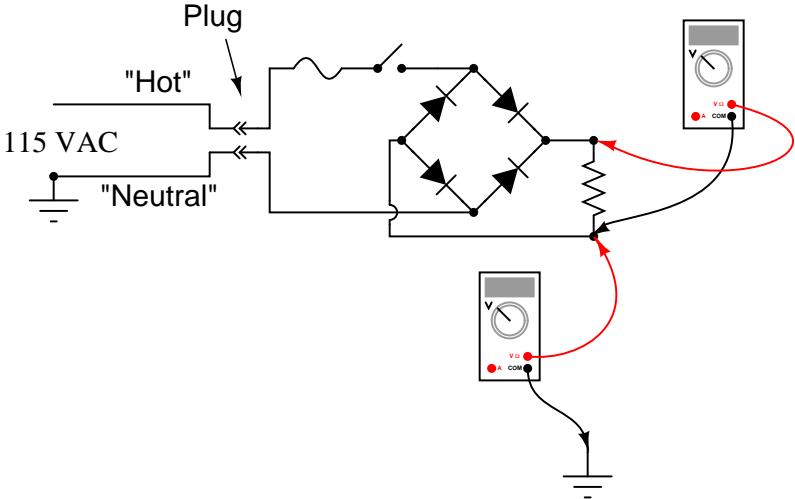 Plug
"Hot"
115 VAC
"Neutral"
V
V Ω
A COM
V
V Ω
A COM